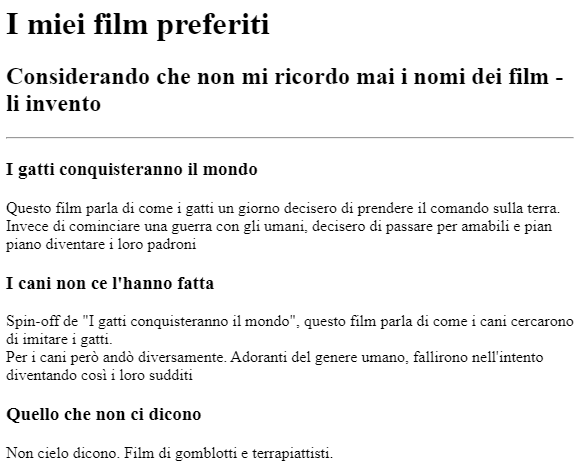 I miei film preferiti
Considerando che non mi ricordo mai i nomi dei film -
li invento
I gatti conquisteranno il mondo
Questo film parla di come i gatti un giorno decisero di prendere il comando sulla terra.
Invece di cominciare una guerra con gli umani, decisero di passare per amabili e pian
piano diventare i loro padroni
I cani non ce l'hanno fatta
Spin-off de "I gatti conquisteranno il mondo", questo film parla di come i cani cercarono
di imitare i gatti.
Per i cani però andò diversamente. Adoranti del genere umano, fallirono nell'intento
diventando così i loro sudditi
Quello che non ci dicono
Non cielo dicono. Film di gomblotti e terrapiattisti.